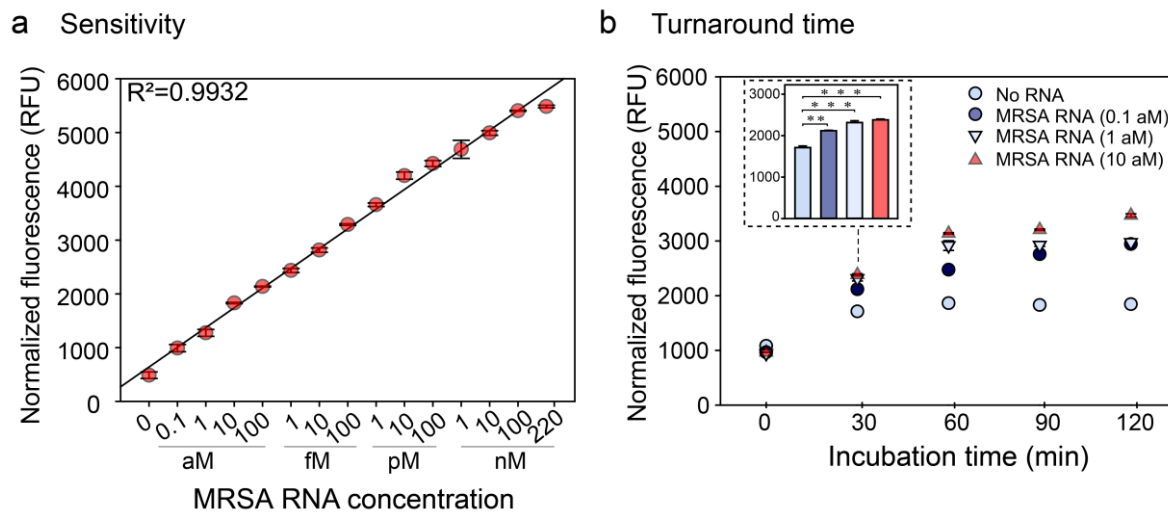 a Sensitivity
Normalized fluorescence (RFU)
6000
5000
4000
3000
2000
1000
0
R²=0.9932
0 0.1 1 10 100 1 10 100 1 10 100 1 10 100 220
aM fM pM nM
MRSA RNA concentration
b Turnaround time
Normalized fluorescence (RFU)
6000
5000
4000
3000
2000
1000
0
3000
2000
1000
0
* * *
* * *
**
No RNA
MRSA RNA (0.1 aM)
MRSA RNA (1 aM)
MRSA RNA (10 aM)
0 30 60 90 120
Incubation time (min)